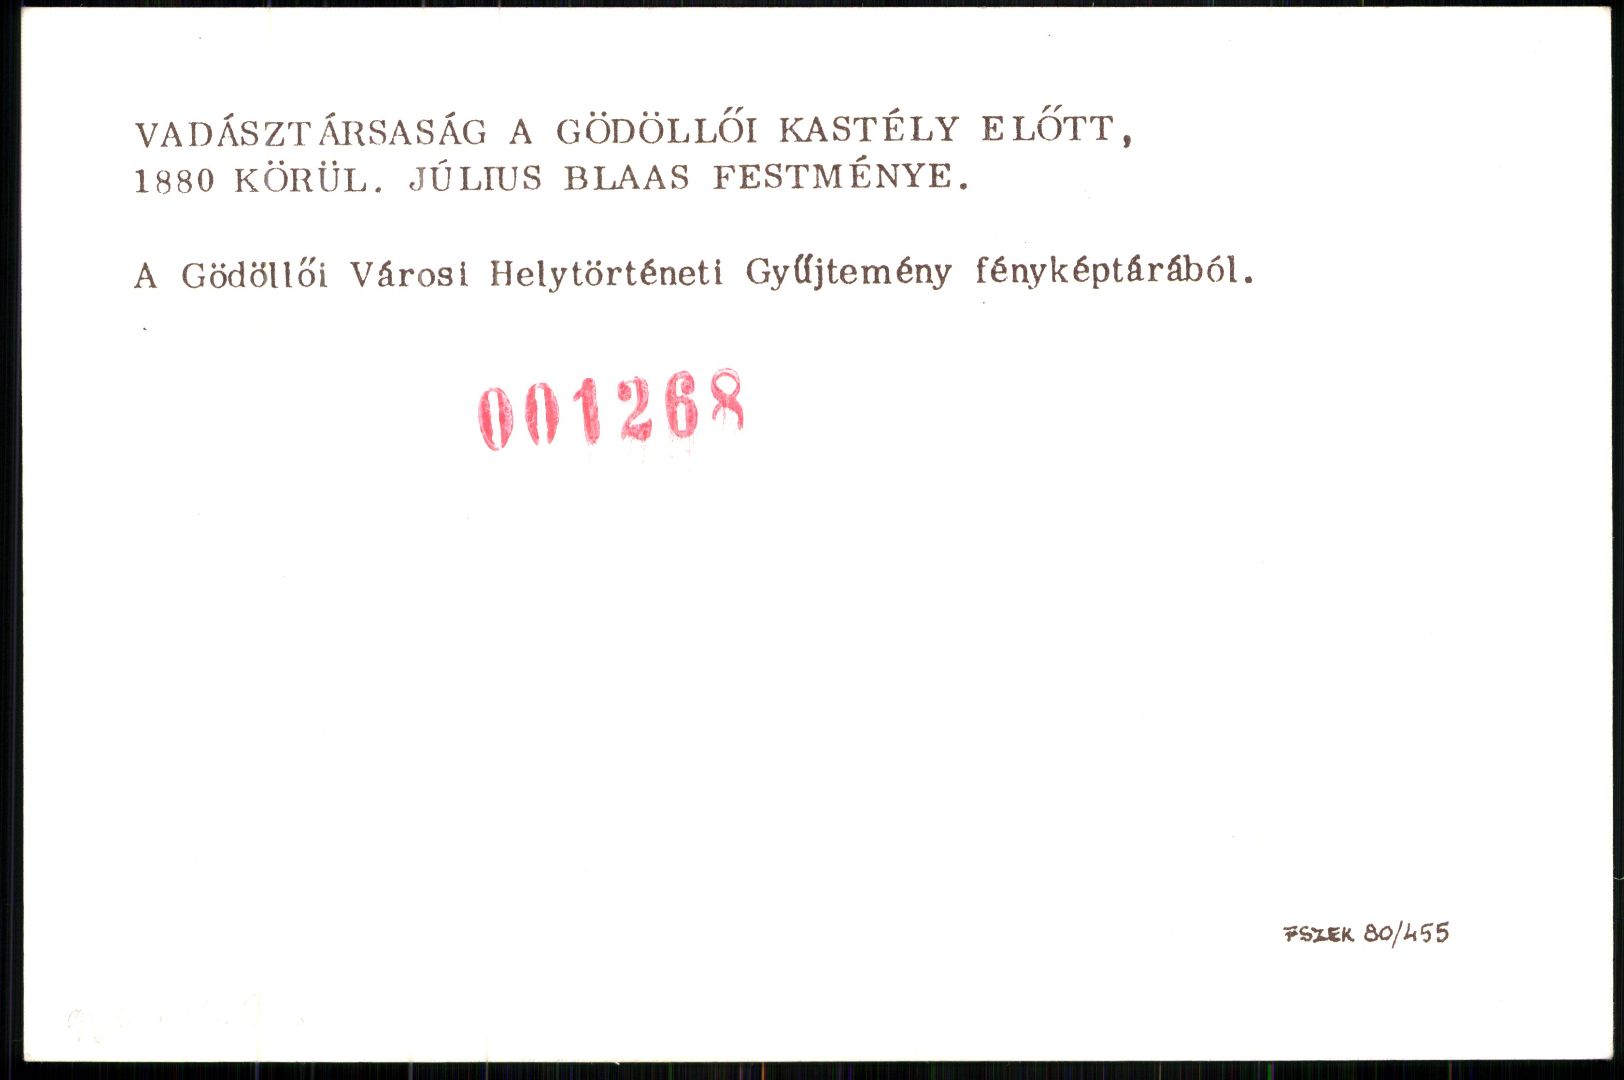 VADÁSZTÁRSASÁG A GÖDÖLLŐI KASTÉLY ELŐTT,
1880 KÖRÜL. JÚLIUS BLAAS FESTMÉNYE.
A Gödöllői Városi Helytörténeti Gyűjtemény fényképtárából.
001268
FSZEK 80/455